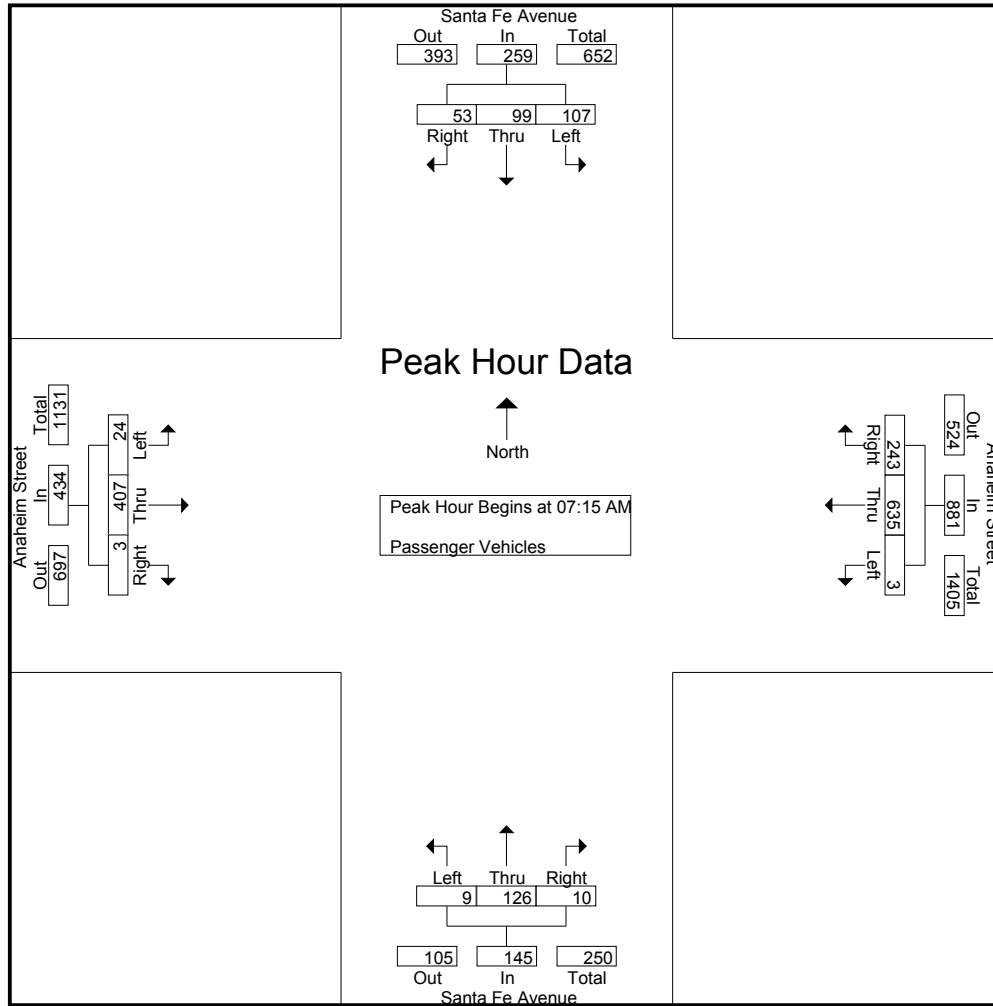 Santa Fe Avenue
Out In Total
393 259 652
53 99 107
Right Thru Left
Peak Hour Data
North
Peak Hour Begins at 07:15 AM
Passenger Vehicles
Anaheim Street
Total In Out
1131 434 697
24 407 3
Left Thru Right
Anaheim Street
Out In Total
524 881 1405
243 635 3
Right Thru Left
Left Thru Right
9 126 10
105 145 250
Out In Total
Santa Fe Avenue